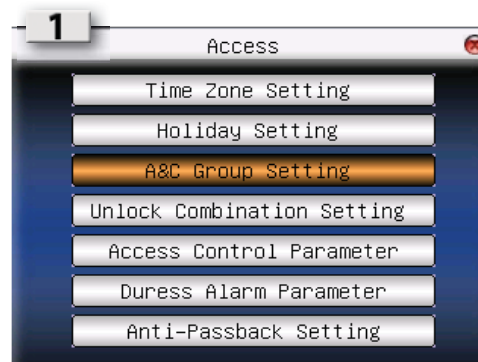 1
Access
Time Zone Setting
Holiday Setting
A&C Group Setting
Unlock Combination Setting
Access Control Parameter
Duress Alarm Parameter
Anti-Passback Setting